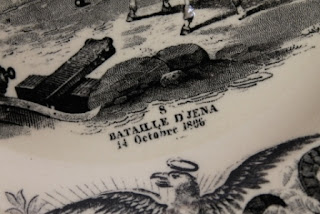 8
BATAILLE D'JENA
14 Octobre 1806